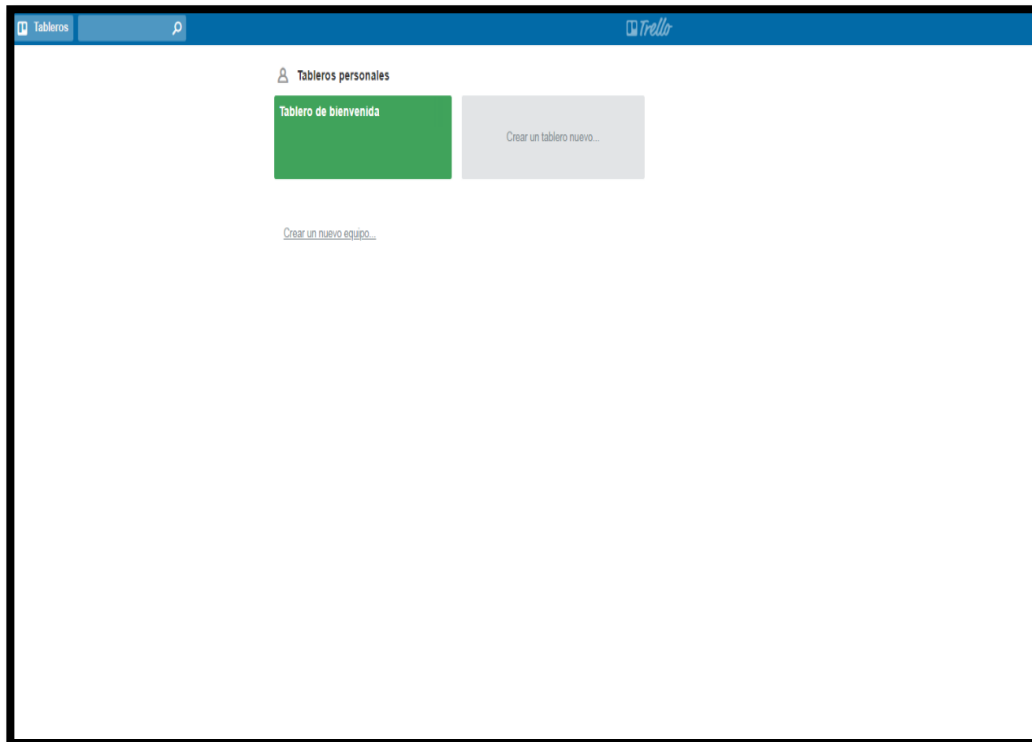 Tableros
Trello
Tableros personales
Tablero de bienvenida
Crear un tablero nuevo...
Crear un nuevo equipo...